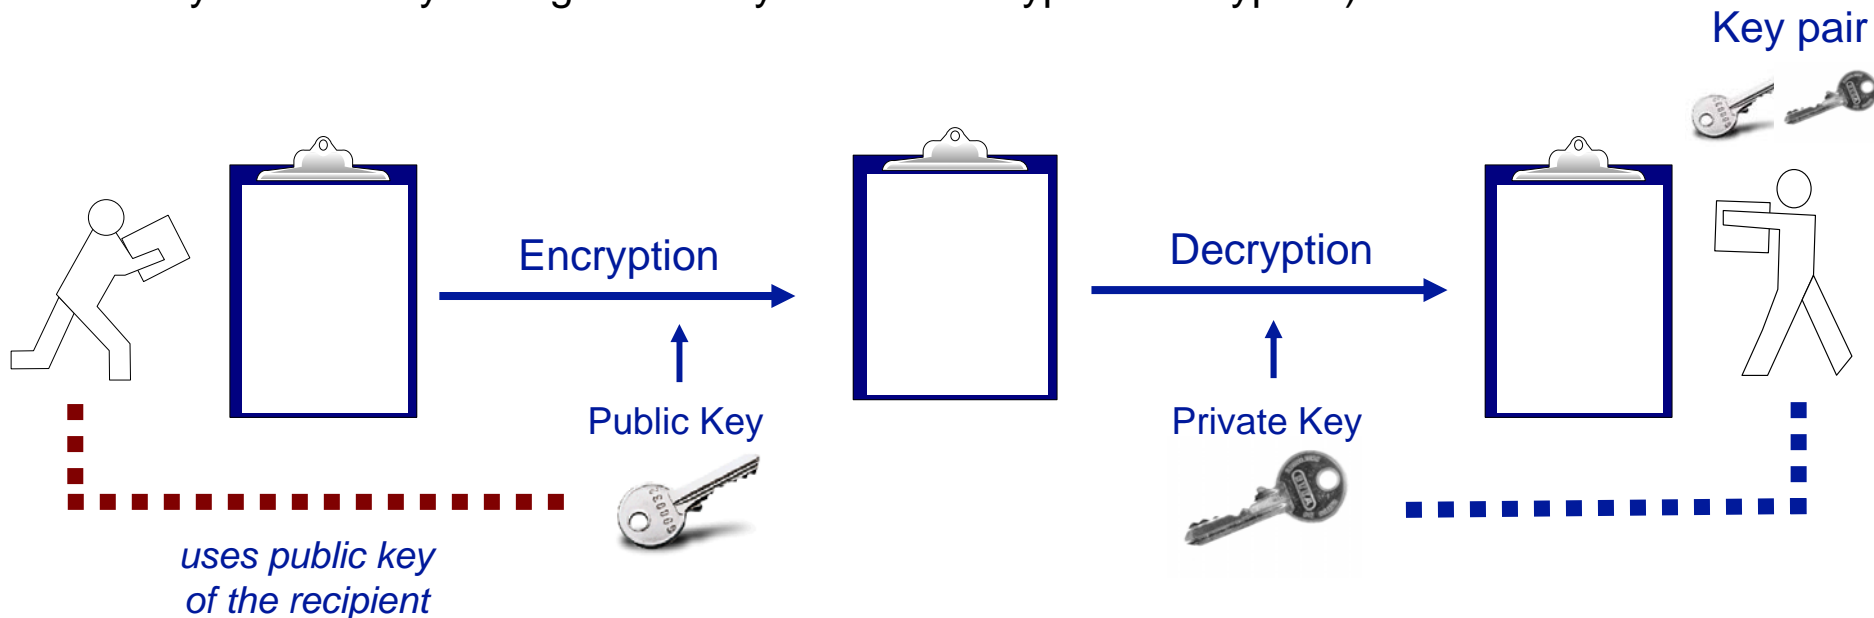 Key pair
Encryption
Decryption
Public Key
Private Key
uses public key
of the recipient